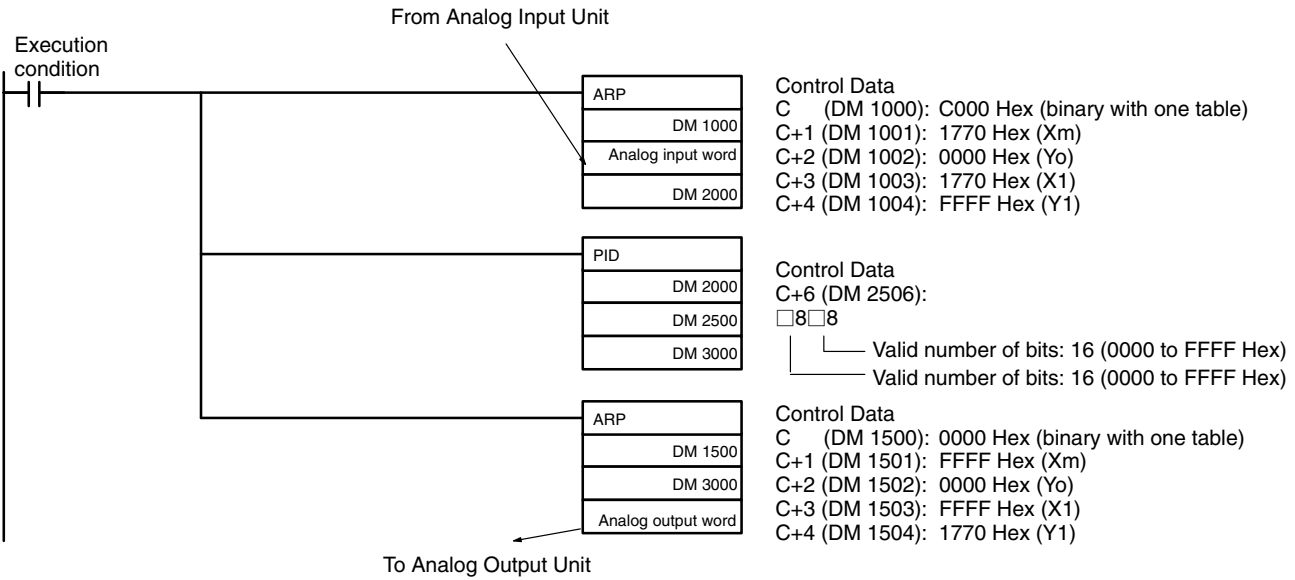 From Analog Input Unit
Execution
condition
ARP
DM 1000
Analog input word
DM 2000
Control Data
C (DM 1000): C000 Hex (binary with one table)
C+1 (DM 1001): 1770 Hex (Xm)
C+2 (DM 1002): 0000 Hex (Yo)
C+3 (DM 1003): 1770 Hex (X1)
C+4 (DM 1004): FFFF Hex (Y1)
PID
DM 2000
DM 2500
DM 3000
Control Data
C+6 (DM 2506):
□8□8
Valid number of bits: 16 (0000 to FFFF Hex)
Valid number of bits: 16 (0000 to FFFF Hex)
ARP
DM 1500
DM 3000
Analog output word
Control Data
C (DM 1500): 0000 Hex (binary with one table)
C+1 (DM 1501): FFFF Hex (Xm)
C+2 (DM 1502): 0000 Hex (Yo)
C+3 (DM 1503): FFFF Hex (X1)
C+4 (DM 1504): 1770 Hex (Y1)
To Analog Output Unit